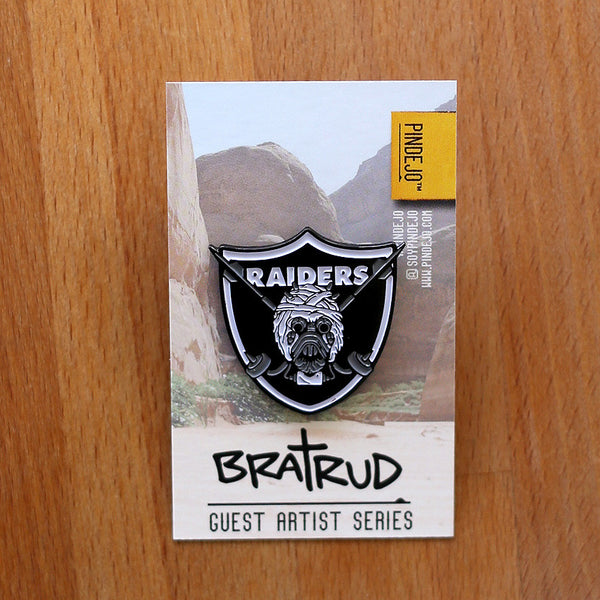 PINDEJO™
@SOYPINDEJO
WWW.PINDEJO.COM
RAIDERS
BRATRUD.
GUEST ARTIST SERIES